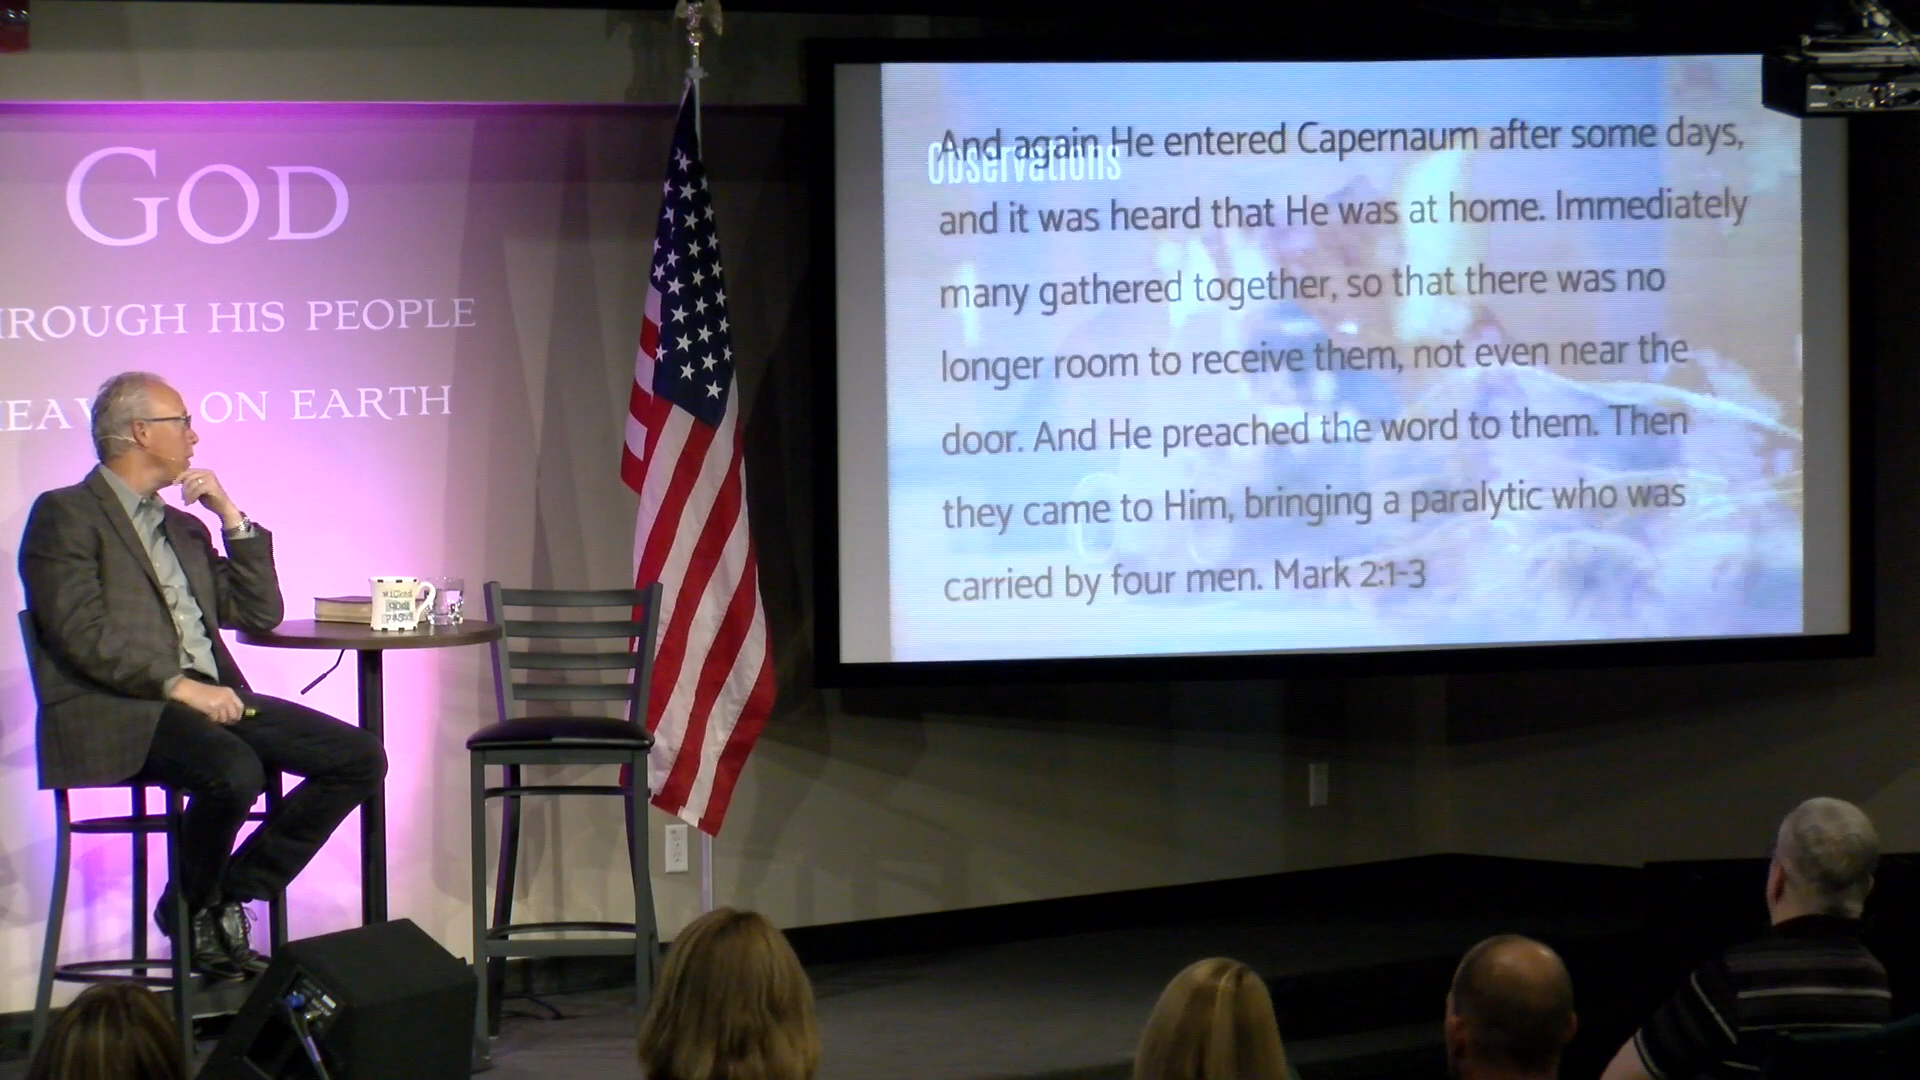 GOD
HROUGH HIS PEOPLE
ON EARTH
Observations
And again He entered Capernaum after some days,
and it was heard that He was at home. Immediately
many gathered together, so that there was no
longer room to receive them, not even near the
door. And He preached the word to them. Then
they came to Him, bringing a paralytic who was
carried by four men. Mark 2:1-3
wicked
good